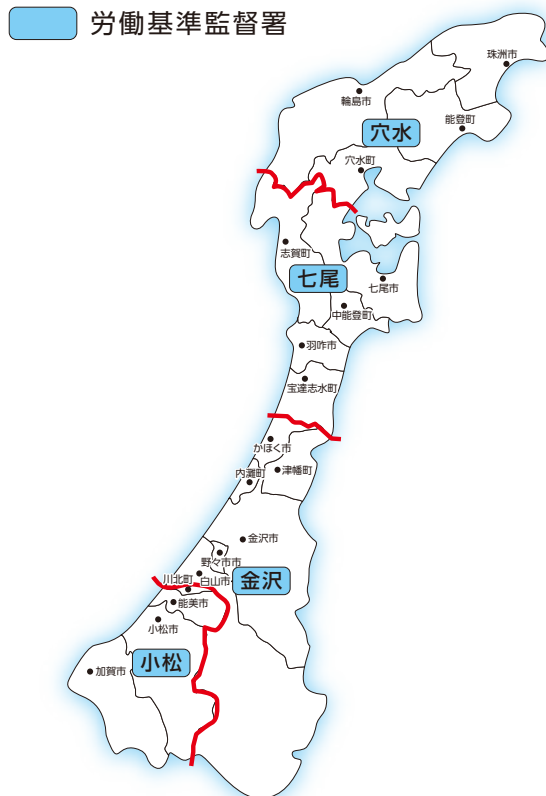 労働基準監督署
珠洲市
輪島市
能登町
穴水
穴水町
志賀町
七尾
七尾市
中能登町
羽咋市
宝達志水町
かほく市
内灘町
津幡町
金沢市
野々市市
川北町
白山市
金沢
能美市
小松市
小松
加賀市